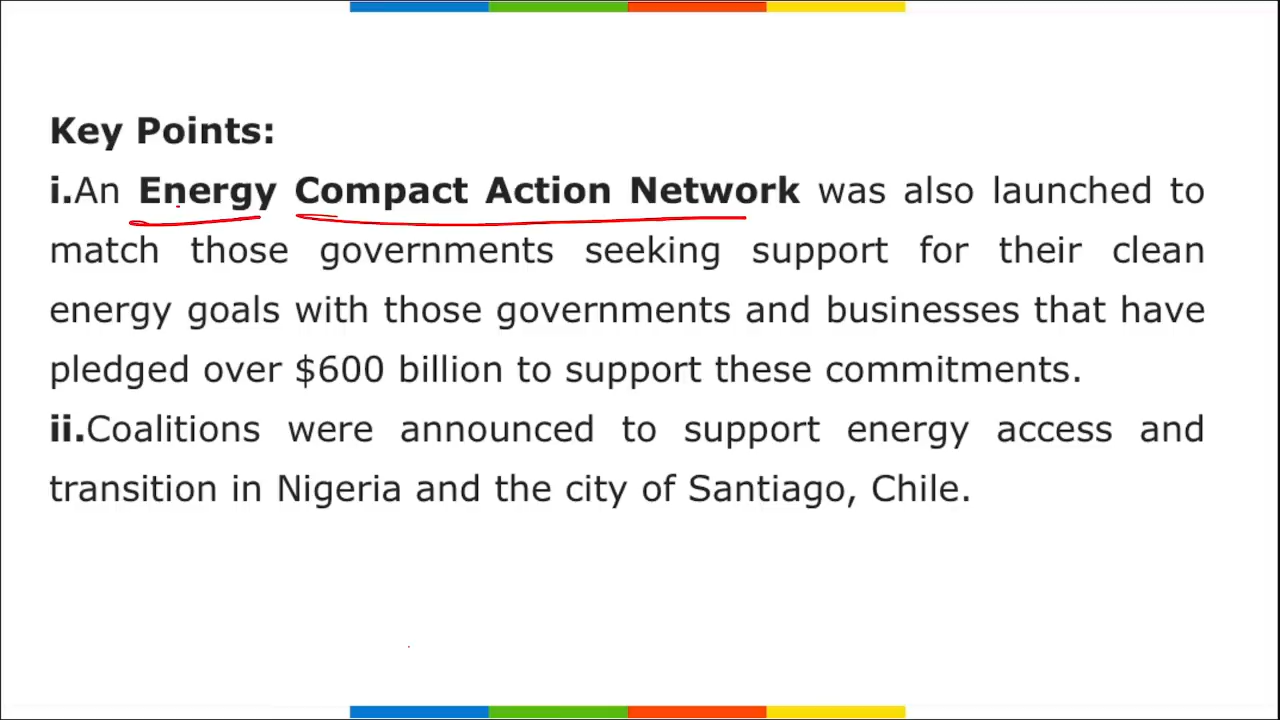 Key Points:
i.An Energy Compact Action Network was also launched to
match those governments seeking support for their clean
energy goals with those governments and businesses that have
pledged over $600 billion to support these commitments.
ii.Coalitions were announced to support energy access and
transition in Nigeria and the city of Santiago, Chile.